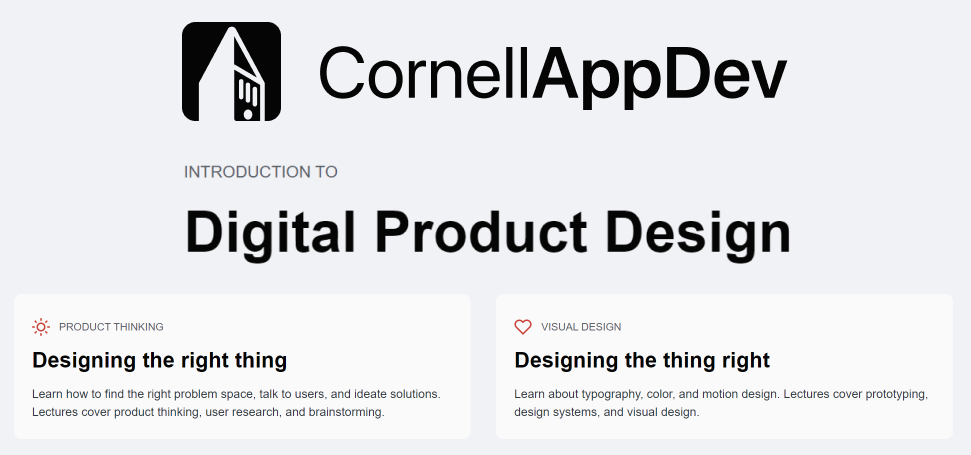 CornellAppDev
INTRODUCTION TO
Digital Product Design
PRODUCT THINKING
Designing the right thing
Learn how to find the right problem space, talk to users, and ideate solutions.
Lectures cover product thinking, user research, and brainstorming.
VISUAL DESIGN
Designing the thing right
Learn about typography, color, and motion design. Lectures cover prototyping,
design systems, and visual design.